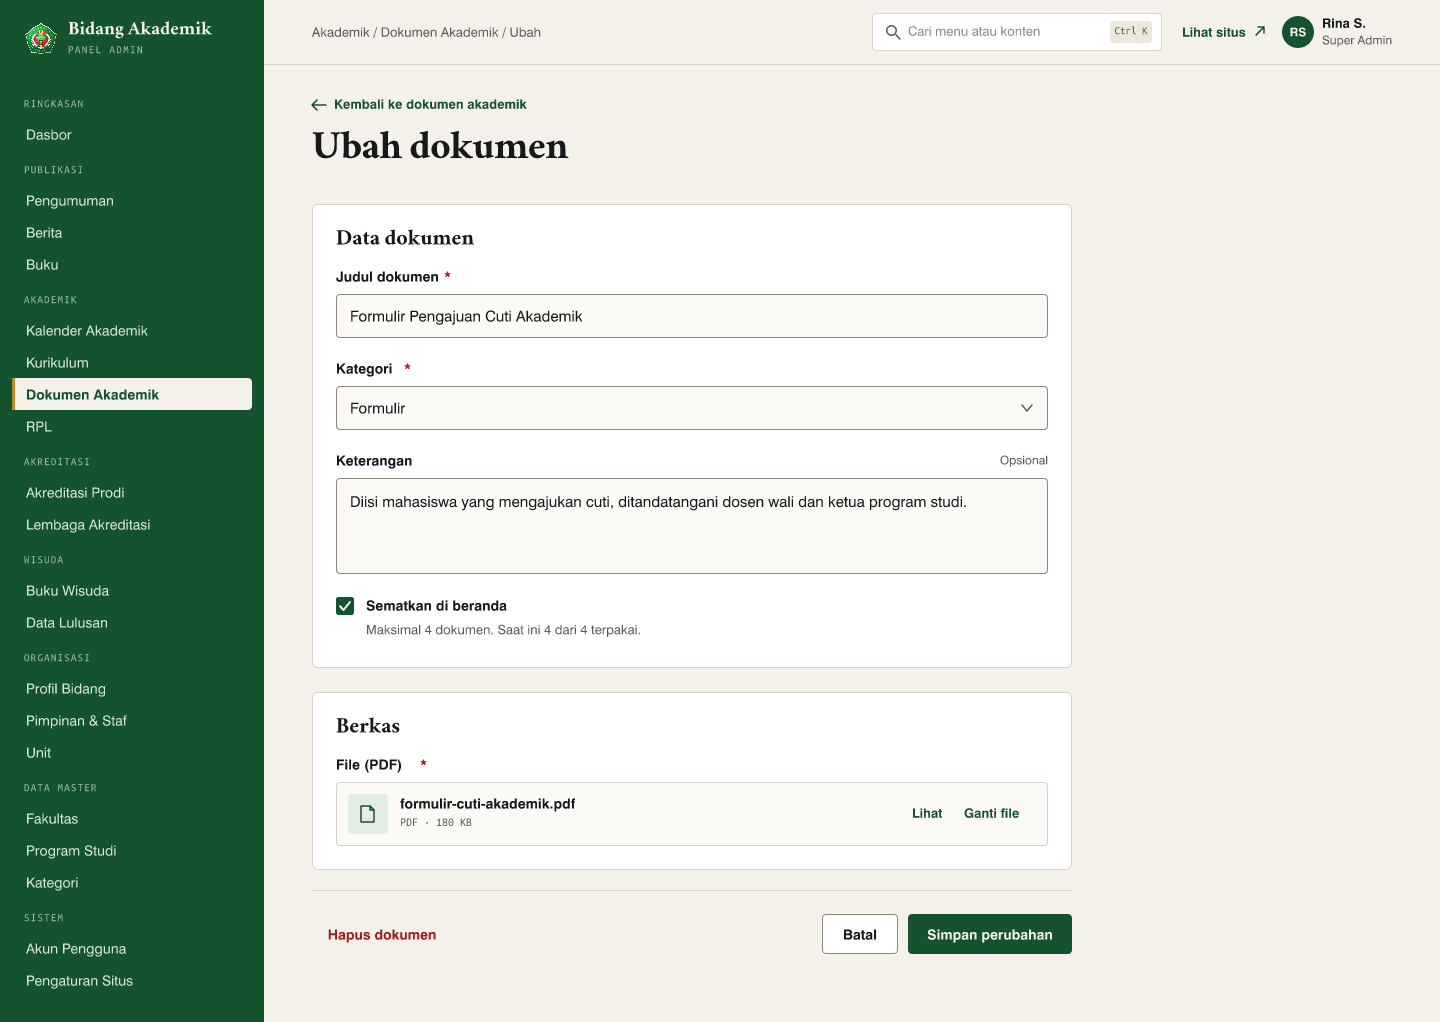 Bidang Akademik
PANEL ADMIN
RINGKASAN
Dasbor
PUBLIKASI
Pengumuman
Berita
Buku
AKADEMIK
Kalender Akademik
Kurikulum
Dokumen Akademik
RPL
AKREDITASI
Akreditasi Prodi
Lembaga Akreditasi
WISUDA
Buku Wisuda
Data Lulusan
ORGANISASI
Profil Bidang
Pimpinan & Staf
Unit
DATA MASTER
Fakultas
Program Studi
Kategori
SISTEM
Akun Pengguna
Pengaturan Situs
Akademik / Dokumen Akademik / Ubah
Cari menu atau konten Ctrl K
Lihat situs
RS
Rina S.
Super Admin
Kembali ke dokumen akademik
Ubah dokumen
Data dokumen
Judul dokumen *
Formulir Pengajuan Cuti Akademik
Kategori *
Formulir
Keterangan Opsional
Diisi mahasiswa yang mengajukan cuti, ditandatangani dosen wali dan ketua program studi.
Sematkan di beranda
Maksimal 4 dokumen. Saat ini 4 dari 4 terpakai.
Berkas
File (PDF) *
formulir-cuti-akademik.pdf
PDF · 180 KB
Lihat Ganti file
Hapus dokumen Batal Simpan perubahan